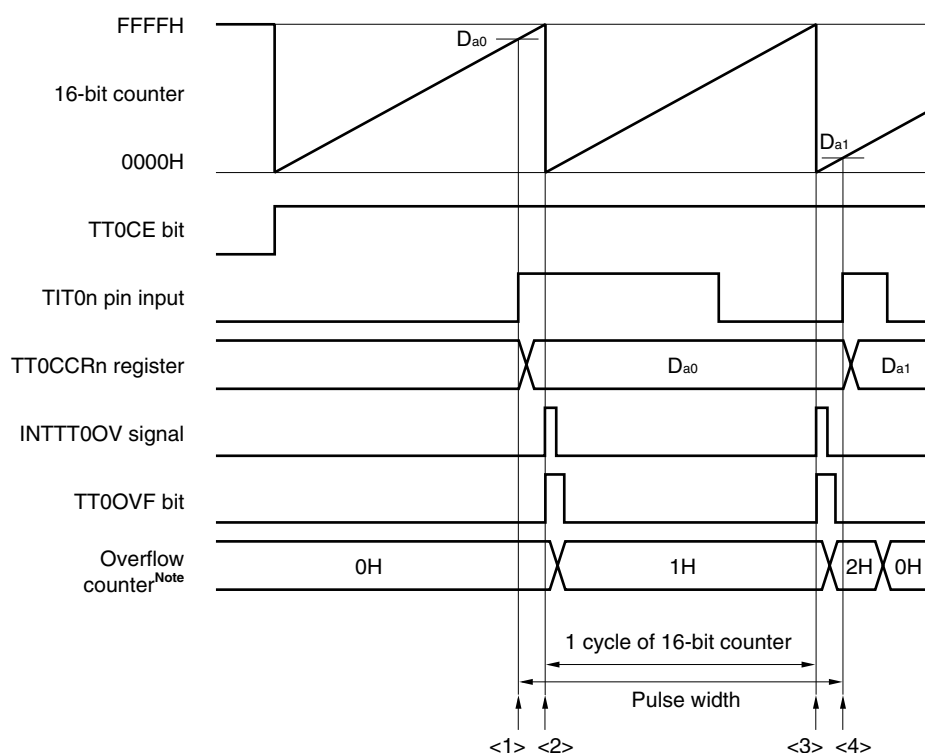 FFFFH
Da0
16-bit counter
Da1
0000H
TT0CE bit
TIT0n pin input
TT0CCRn register
Da0
Da1
INTTT0OV signal
TT0OVF bit
Overflow
counterNote
0H
1H
2H
0H
1 cycle of 16-bit counter
Pulse width
<1> <2> <3> <4>